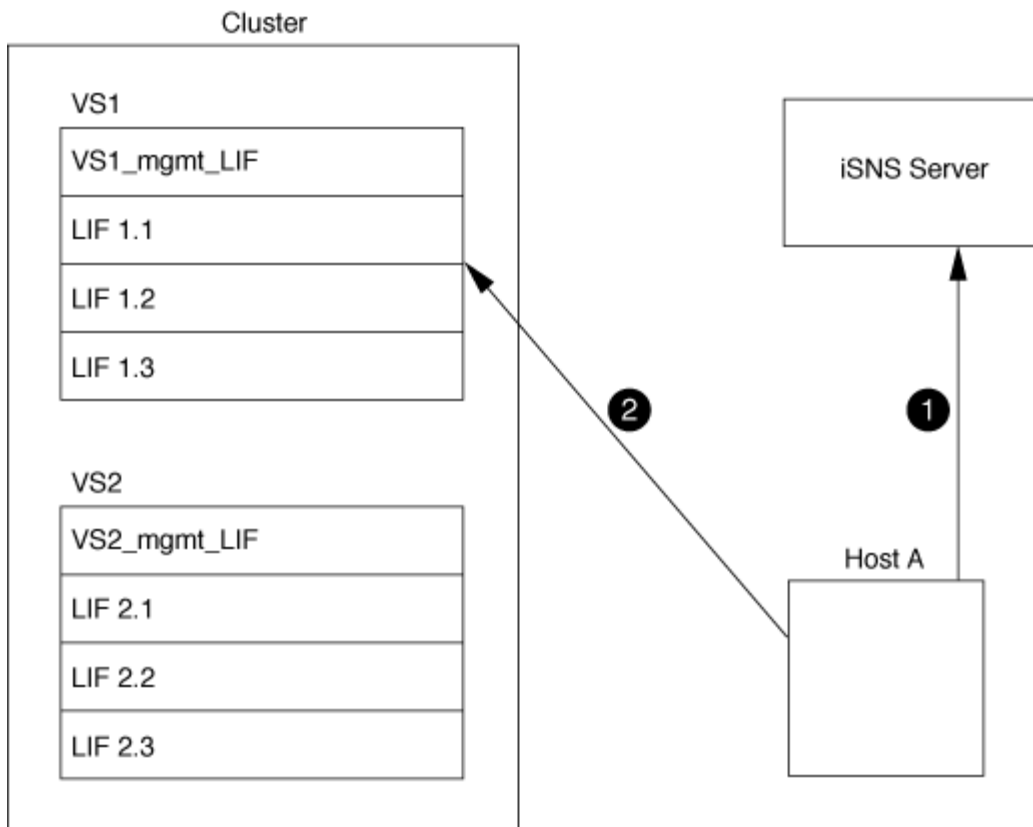 Cluster
VS1
VS1_mgmt_LIF
LIF 1.1
LIF 1.2
LIF 1.3
VS2
VS2_mgmt_LIF
LIF 2.1
LIF 2.2
LIF 2.3
iSNS Server
2
1
Host A